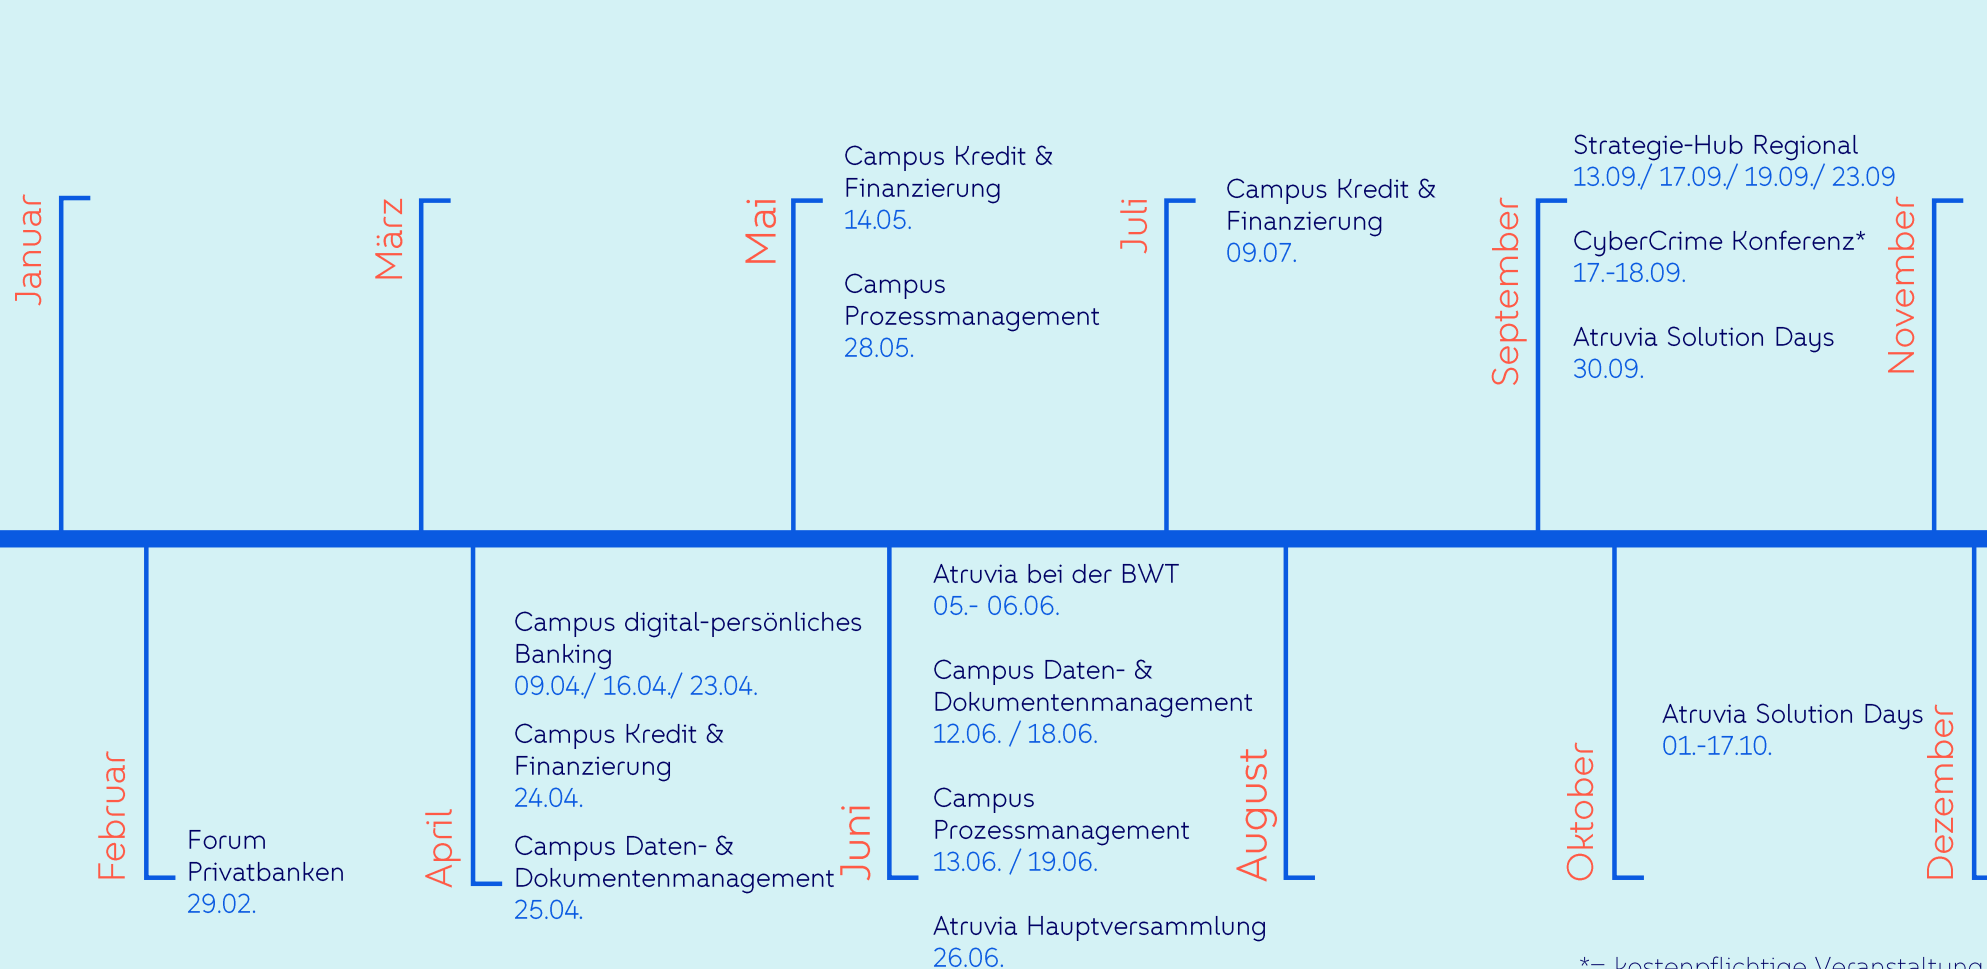 Januar
Februar
Forum
Privatbanken
29.02.
März
April
Campus digital-persönliches
Banking
09.04./ 16.04./ 23.04.
Campus Kredit &
Finanzierung
24.04.
Campus Daten- &
Dokumentenmanagement
25.04.
Mai
Campus Kredit &
Finanzierung
14.05.
Campus
Prozessmanagement
28.05.
Juni
Atruvia bei der BWT
05.- 06.06.
Campus Daten- &
Dokumentenmanagement
12.06. / 18.06.
Campus
Prozessmanagement
13.06. / 19.06.
Atruvia Hauptversammlung
26.06.
Juli
Campus Kredit &
Finanzierung
09.07.
August
September
Strategie-Hub Regional
13.09./ 17.09./ 19.09./ 23.09
CyberCrime Konferenz*
17.-18.09.
Atruvia Solution Days
30.09.
Oktober
Atruvia Solution Days
01.-17.10.
November
Dezember
*= kostenpflichtige Veranstaltung